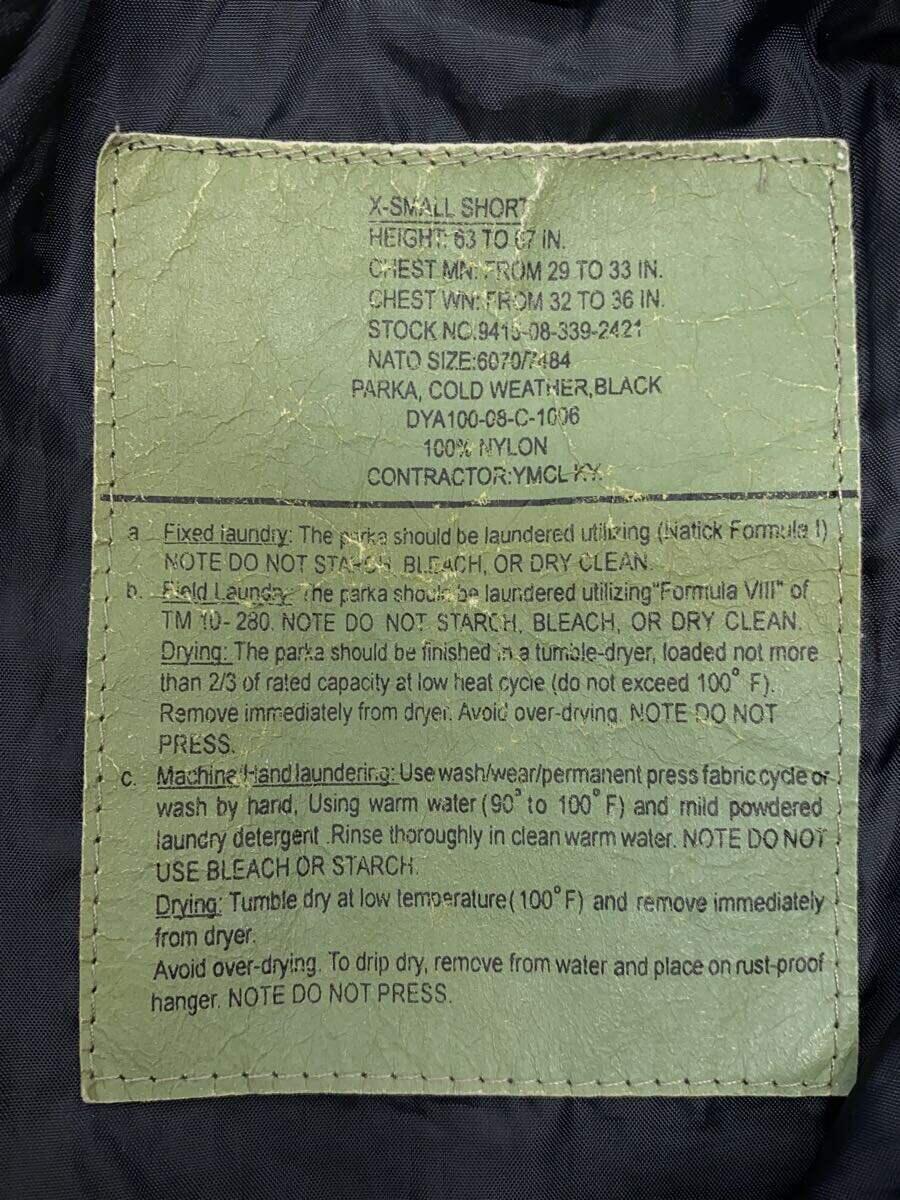 X-SMALL SHORT
HEIGHT: 63 TO 67 IN.
CHEST MN: FROM 29 TO 33 IN.
CHEST WN: FROM 32 TO 36 IN.
STOCK NO.9415-08-339-2421
NATO SIZE:6070/7484
PARKA, COLD WEATHER,BLACK
DYA100-08-C-1006
100% NYLON
CONTRACTOR:YMCL KY.
a Fixed laundry: The parka should be laundered utilizing (Natick Formula I)
NOTE DO NOT STARCH, BLEACH, OR DRY CLEAN.
b. Field Laundry: The parka should be laundered utilizing"Formula VIII" of
TM 10-280. NOTE DO NOT STARCH, BLEACH, OR DRY CLEAN.
Drying: The parka should be finished in a tumble-dryer, loaded not more
than 2/3 of rated capacity at low heat cycle (do not exceed 100° F).
Remove immediately from dryer. Avoid over-drying. NOTE DO NOT
PRESS.
c. Machine/Hand laundering: Use wash/wear/permanent press fabric cycle or
wash by hand, Using warm water (90° to 100° F) and mild powdered
laundry detergent .Rinse thoroughly in clean warm water. NOTE DO NOT
USE BLEACH OR STARCH.
Drying: Tumble dry at low temperature(100° F) and remove immediately
from dryer.
Avoid over-drying. To drip dry, remove from water and place on rust-proof
hanger. NOTE DO NOT PRESS.